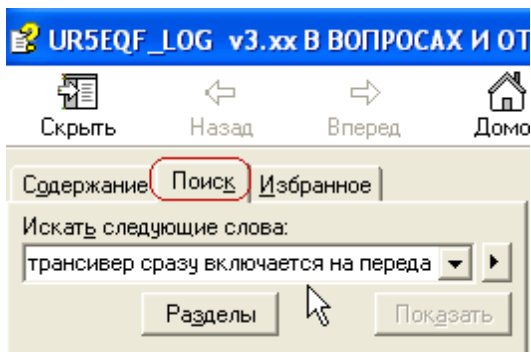 UR5EQF_LOG v3.xx В ВОПРОСАХ И ОТ
Скрыть Назад Вперед Домо
Содержание Поиск Избранное
Искать следующие слова:
трансивер сразу включается на переда
Разделы Показать